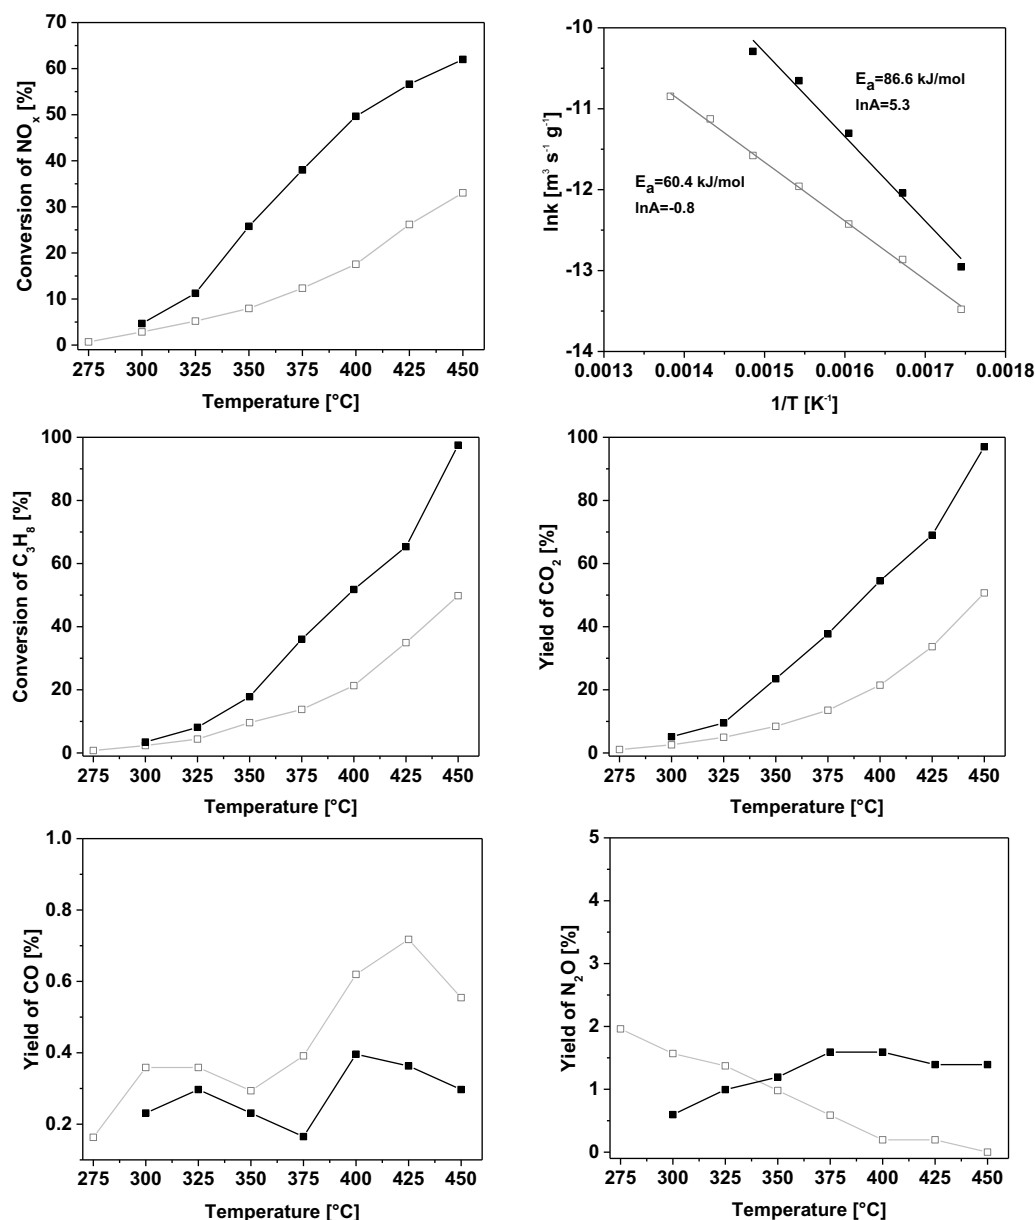 70
60
50
40
30
20
10
0
Conversion of NOₓ [%]
275 300 325 350 375 400 425 450
Temperature [°C]
-10
-11
-12
-13
-14
lnk [m³ s⁻¹ g⁻¹]
Eₐ=86.6 kJ/mol
lnA=5.3
Eₐ=60.4 kJ/mol
lnA=-0.8
0.0013 0.0014 0.0015 0.0016 0.0017 0.0018
1/T [K⁻¹]
100
80
60
40
20
0
Conversion of C₃H₈ [%]
275 300 325 350 375 400 425 450
Temperature [°C]
100
80
60
40
20
0
Yield of CO₂ [%]
275 300 325 350 375 400 425 450
Temperature [°C]
1.0
0.8
0.6
0.4
0.2
Yield of CO [%]
275 300 325 350 375 400 425 450
Temperature [°C]
5
4
3
2
1
0
Yield of N₂O [%]
275 300 325 350 375 400 425 450
Temperature [°C]